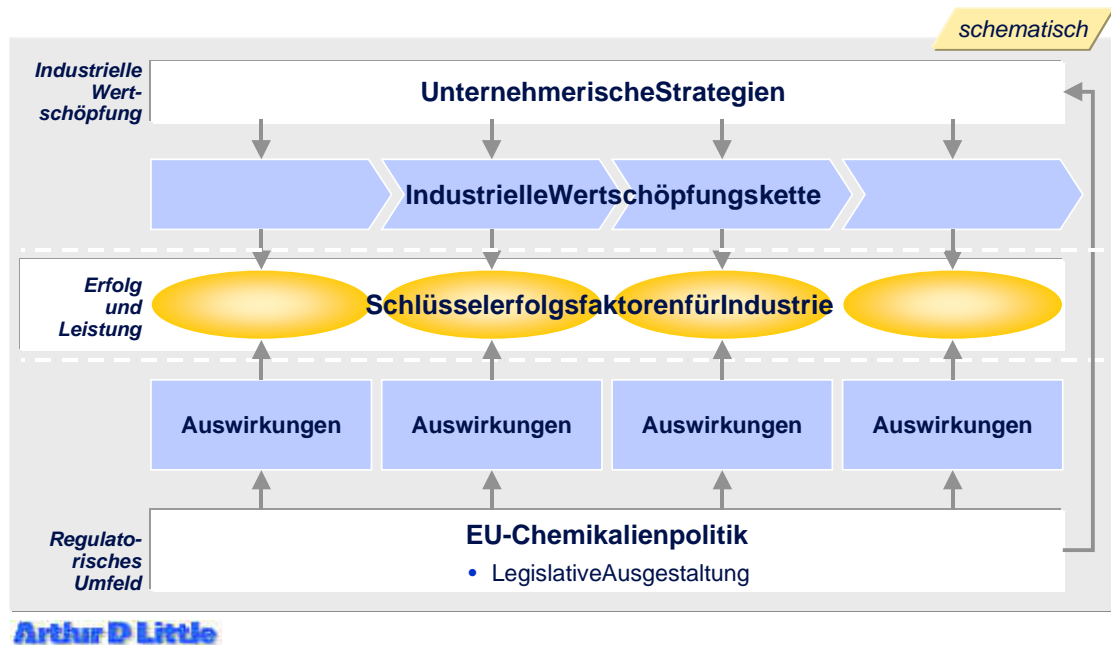 schematisch
Industrielle
Wert-
schöpfung
UnternehmerischeStrategien
IndustrielleWertschöpfungskette
Erfolg
und
Leistung
SchlüsselerfolgsfaktorenfürIndustrie
Auswirkungen
Auswirkungen
Auswirkungen
Auswirkungen
Regulato-
risches
Umfeld
EU-Chemikalienpolitik
• LegislativeAusgestaltung
Arthur D Little